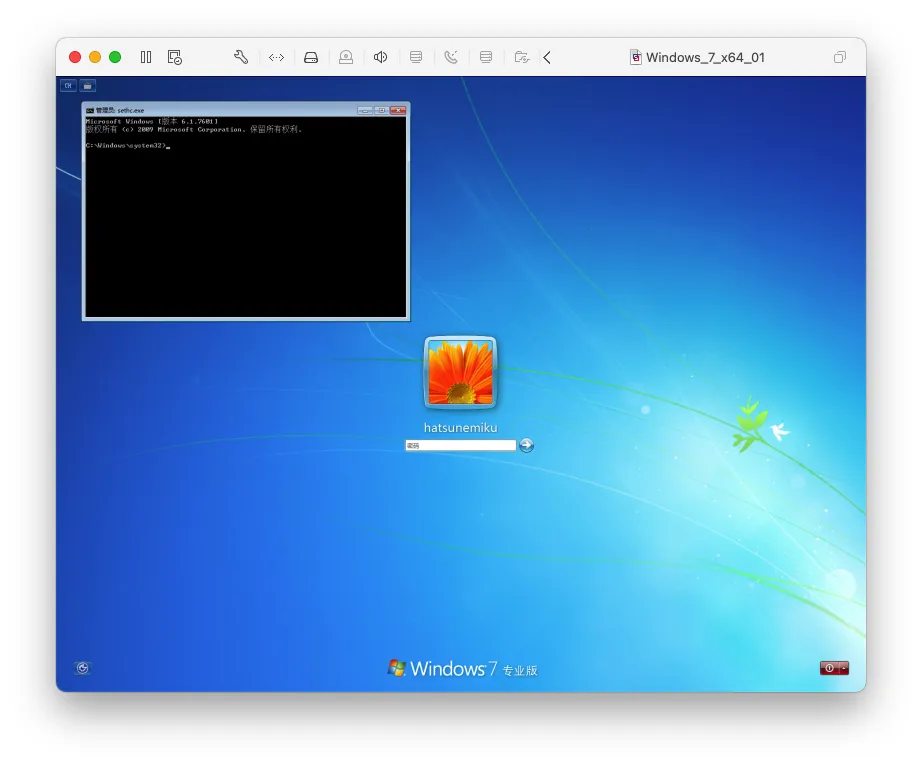 Windows_7_x64_01
CH
管理员: sethc.exe
Microsoft Windows [版本 6.1.7601]
版权所有 (c) 2009 Microsoft Corporation。保留所有权利。
C:\Windows\system32>
hatsunemiku
密码
Windows 7 专业版